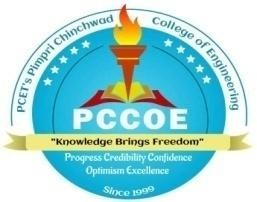 PCET's Pimpri Chinchwad College of Engineering
PCCOE
"Knowledge Brings Freedom"
Progress Credibility Confidence
Optimism Excellence
Since 1999